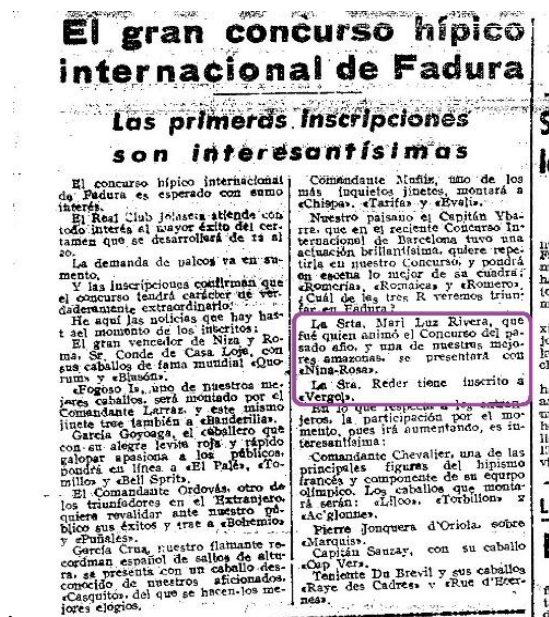 El gran concurso hípico
internacional de Fadura
Las primeras inscripciones
son interesantísimas
El concurso hípico internacional
de Fadura es esperado con sumo
interés.
El Real Club Jolaseta atiende con
todo interés al mayor éxito del cer-
tamen que se desarrollará de 12 al
20.
La demanda de palcos va en au-
mento.
Y las inscripciones confirman que
el concurso tendrá carácter de ver-
daderamente extraordinario.
He aquí las noticias que hay has-
t ael momento de los inscritos:
El gran vencedor de Niza y Ro-
ma, Sr. Conde de Casa Loja, con
sus caballos de fama mundial «Quo-
rum» y «Blasón».
«Fogoso I», uno de nuestros me-
jores caballos, será montado por el
Comandante Larraz, y este mismo
jinete trae también a «Banderilla».
García Goyoaga, el caballero que
con su alegre levita roja y rápido
galopar apasiona a los públicos,
pondrá en línea a «El Palé», «To-
millo» y «Bell Sprit».
El Comandante Ordovás, otro de
los triunfadores en el Extranjero,
quiere revalidar ante nuestro pú-
blico sus éxitos y trae a «Bohemio»
y «Puñales».
García Cruz, nuestro flamante re-
cordman español de saltos de altu-
ra, se presenta con un caballo des-
conocido de nuestros aficionados,
«Casquito», del que se hacen los me-
jores elogios.
Comandante Muñiz, uno de los
más inquietos jinetes, montará a
«Chispa», «Tarifa» y «Evali».
Nuestro paisano el Capitán Yba-
rra, que en el reciente Concurso In-
ternacional de Barcelona tuvo una
actuación brillantísima, quiere repe-
tirla en nuestro Concurso, y pondrá
en escena lo mejor de su cuadra:
«Romería», «Romaica» y «Romero».
¿Cuál de las tres R veremos triun-
far en Fadura?
La Srta. Mari Luz Rivera, que
fué quien animó el Concurso del pa-
sado año, y una de nuestras mejo-
res amazonas, se presentará con
«Nina-Rosa».
La Sra. Reder tiene inscrito a
«Vergol».
En lo que respecta a los extran-
jeros, la participación por el mo-
mento, pues irá aumentando, es in-
teresantísima:
Comandante Chevalier, una de las
principales figuras del hipismo
francés y componente de su equipo
olímpico. Los caballos que monta-
rá serán: «Liloo», «Torbillon» y
Pierre Jonquera d'Oriola, sobre
«Marquis».
Capitán Sauzay, con su caballo
«Cap Ver».
Teniente Du Brevil y sus caballos
«Raye des Cadres» y «Rue d'Eter-
nes».